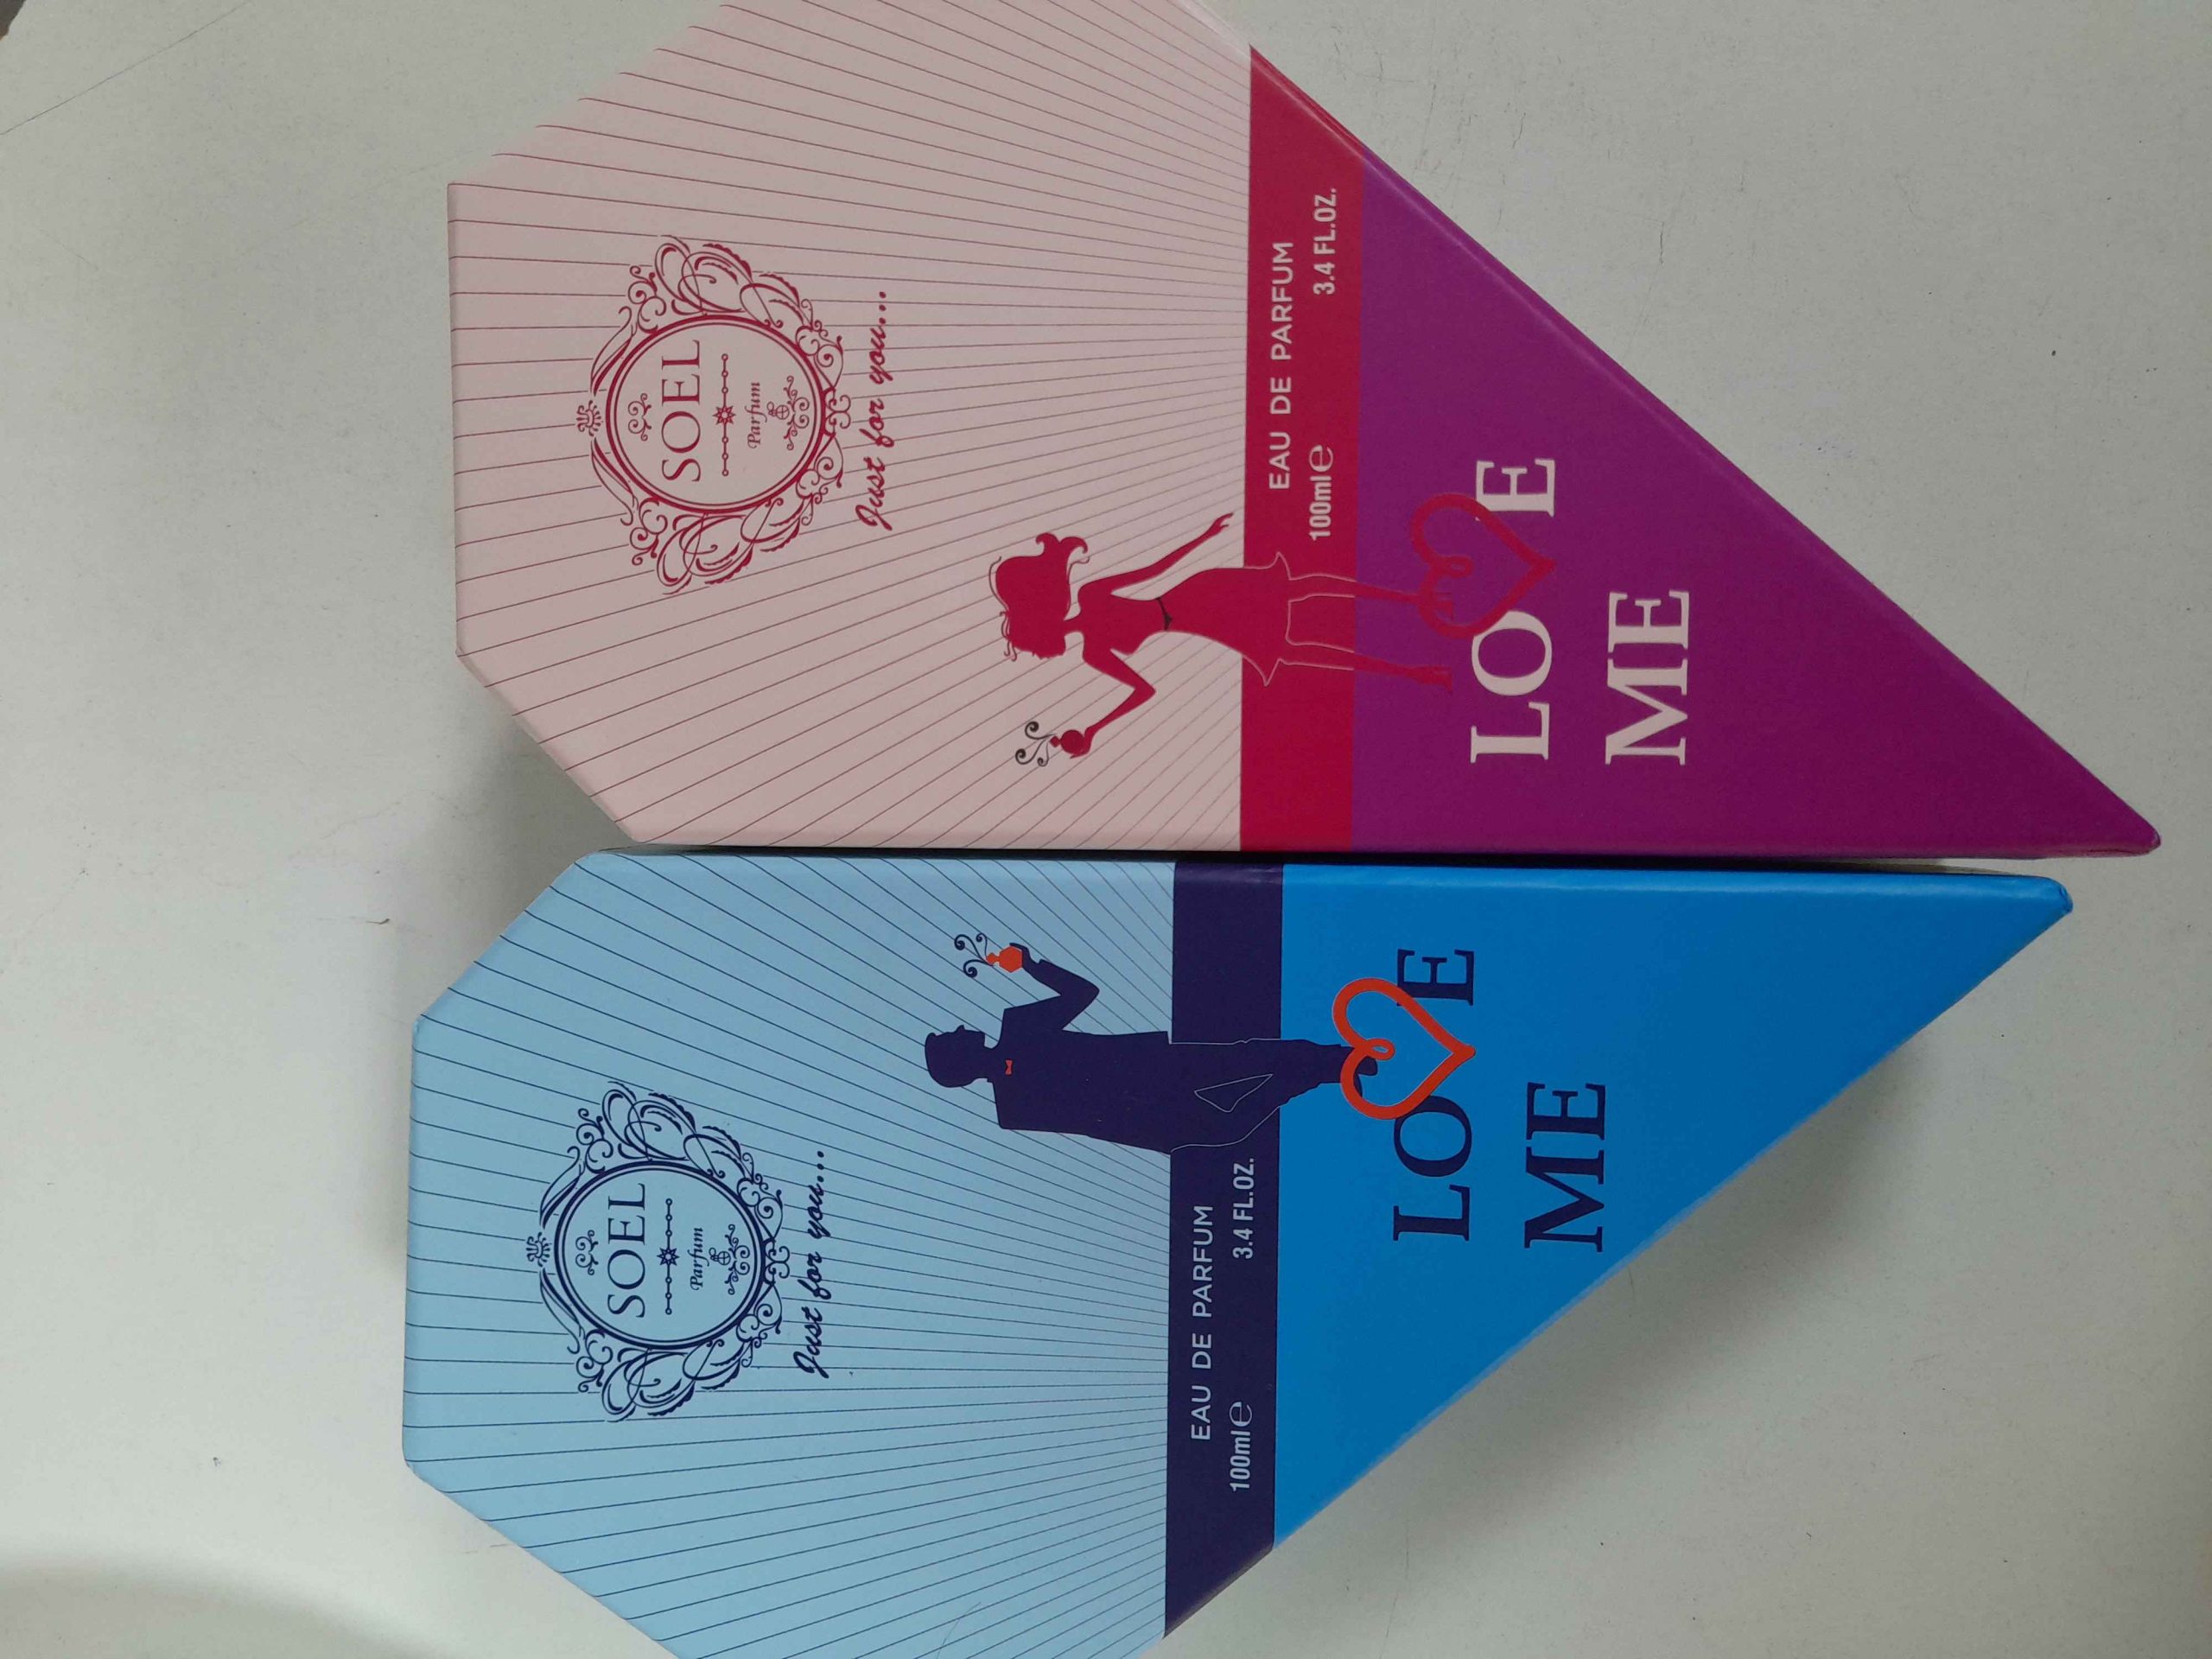 SOEL
Parfum
Just for you...
EAU DE PARFUM
100ml e 3.4 FL.OZ.
LOVE
ME
SOEL
Parfum
Just for you...
EAU DE PARFUM
100ml e 3.4 FL.OZ.
LOVE
ME